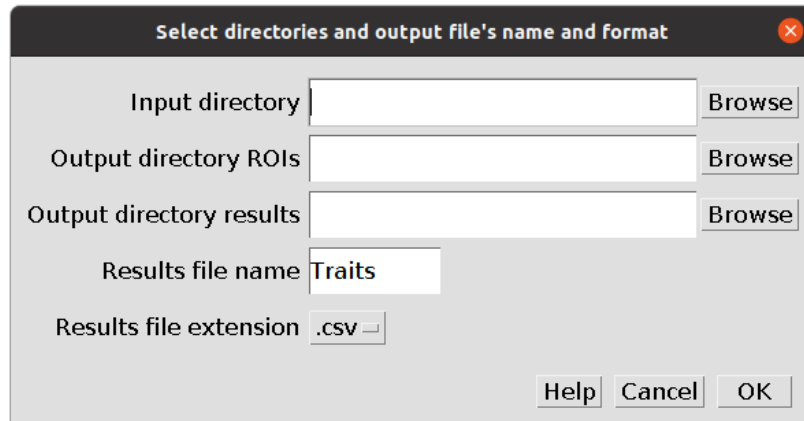 Select directories and output file's name and format
Input directory Browse
Output directory ROIs Browse
Output directory results Browse
Results file name Traits
Results file extension .csv
Help Cancel OK